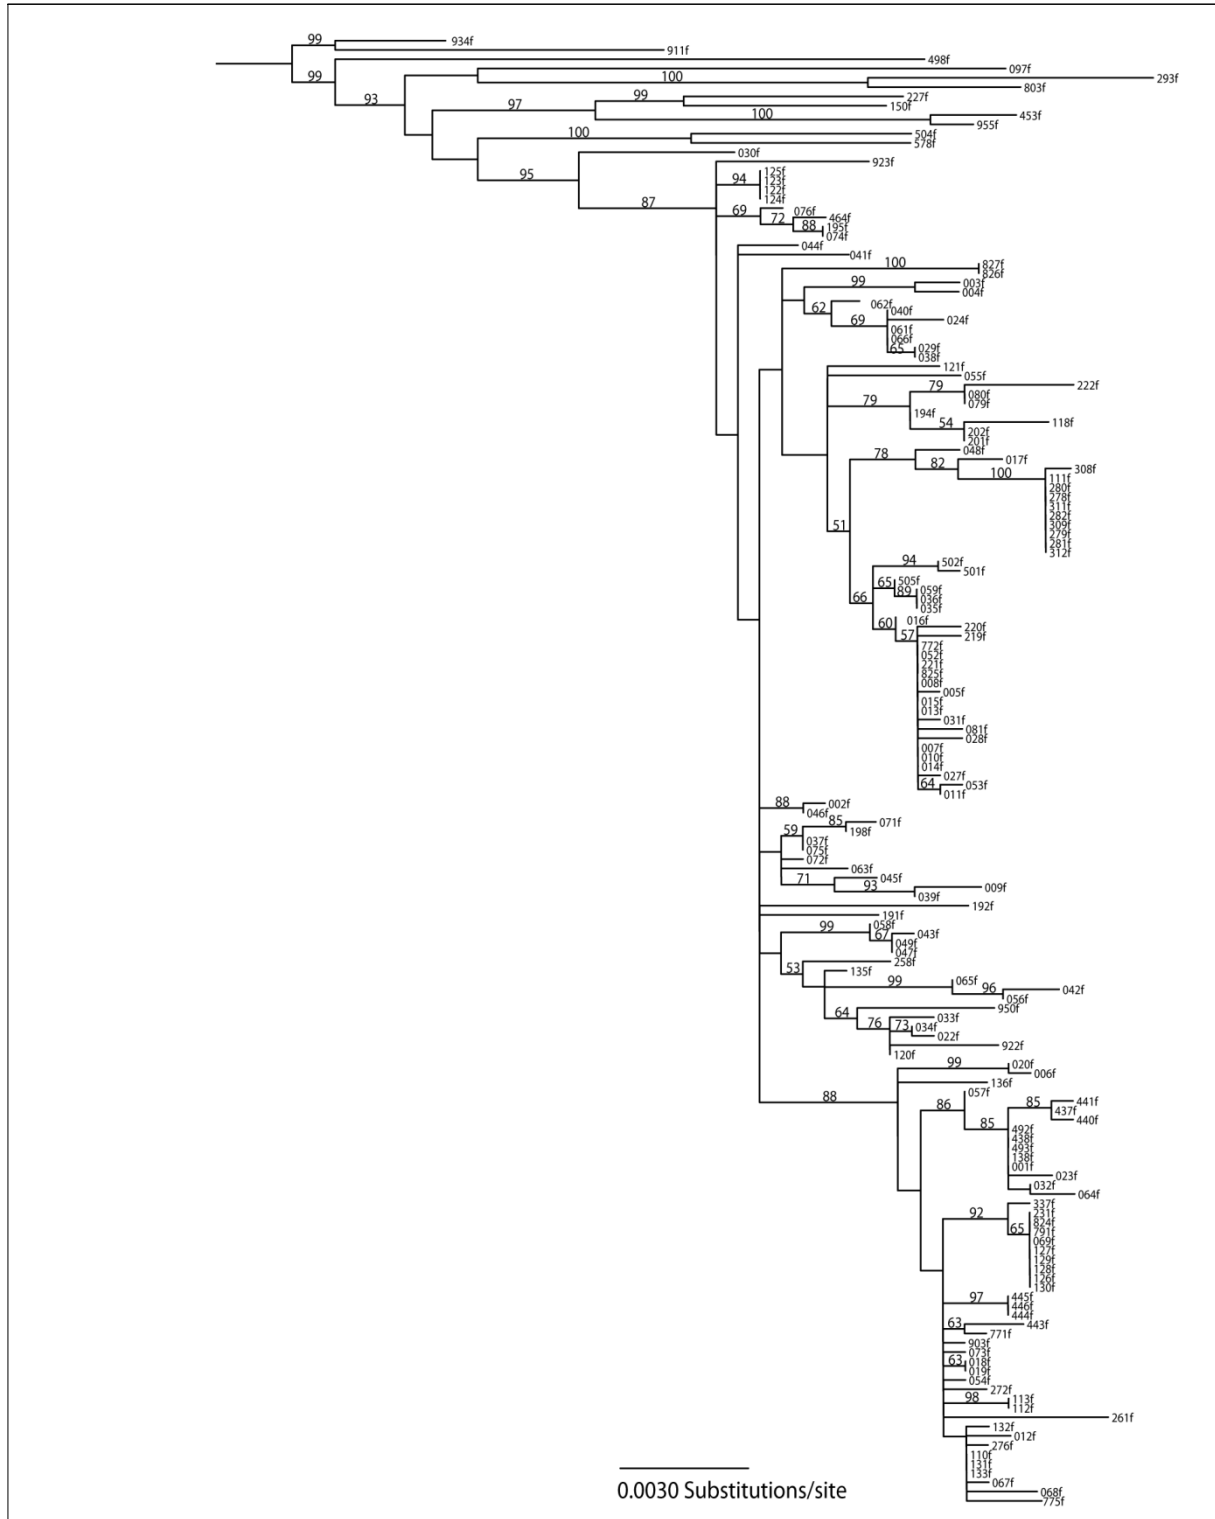 99
934f
911f
498f
99
097f
100
293f
803f
93
99
227f
97
150f
100
453f
955f
100
504f
578f
030f
95
923f
87
125f
94
123f
122f
124f
69
076f
72
464f
88
195f
074f
044f
041f
100
827f
826f
99
003f
004f
62
062f
040f
69
024f
061f
066f
65
029f
038f
121f
055f
79
222f
79
080f
079f
194f
54
118f
202f
201f
78
048f
82
017f
100
308f
111f
280f
278f
311f
282f
309f
279f
281f
312f
51
94
502f
501f
65
505f
89
059f
66
036f
035f
60
016f
57
220f
219f
772f
052f
221f
825f
008f
005f
015f
013f
031f
081f
028f
007f
010f
014f
027f
64
053f
011f
88
002f
046f
85
071f
59
198f
037f
075f
072f
063f
71
045f
93
009f
039f
192f
191f
99
058f
67
043f
049f
047f
53
258f
135f
99
065f
96
042f
056f
64
950f
76
033f
73
034f
022f
922f
120f
99
020f
006f
88
136f
86
057f
85
441f
437f
440f
85
492f
438f
493f
138f
001f
023f
032f
064f
92
337f
65
231f
824f
791f
069f
127f
129f
128f
126f
130f
97
445f
446f
444f
63
443f
771f
903f
073f
63
018f
019f
054f
272f
98
113f
112f
261f
132f
012f
276f
110f
131f
133f
067f
068f
775f
0.0030 Substitutions/site